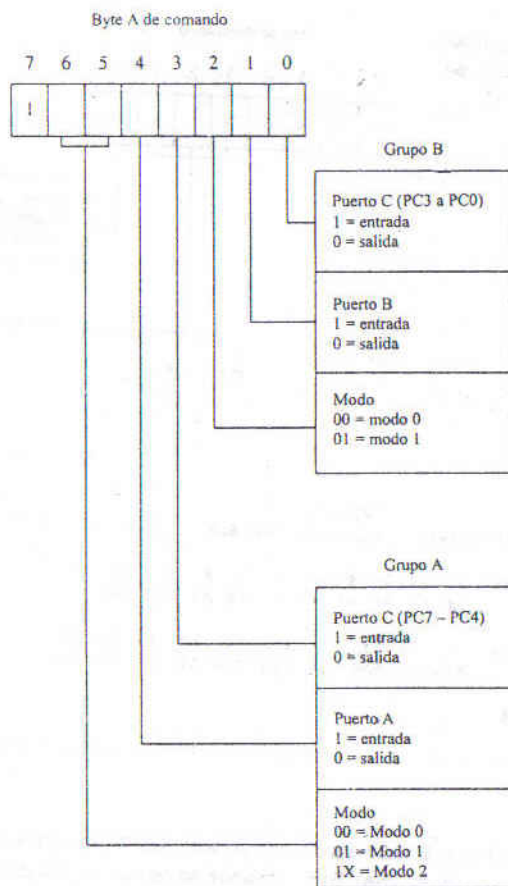 Byte A de comando
7 6 5 4 3 2 1 0
1
Grupo B
Puerto C (PC3 a PC0)
1 = entrada
0 = salida
Puerto B
1 = entrada
0 = salida
Modo
00 = modo 0
01 = modo 1
Grupo A
Puerto C (PC7 – PC4)
1 = entrada
0 = salida
Puerto A
1 = entrada
0 = salida
Modo
00 = Modo 0
01 = Modo 1
1X = Modo 2